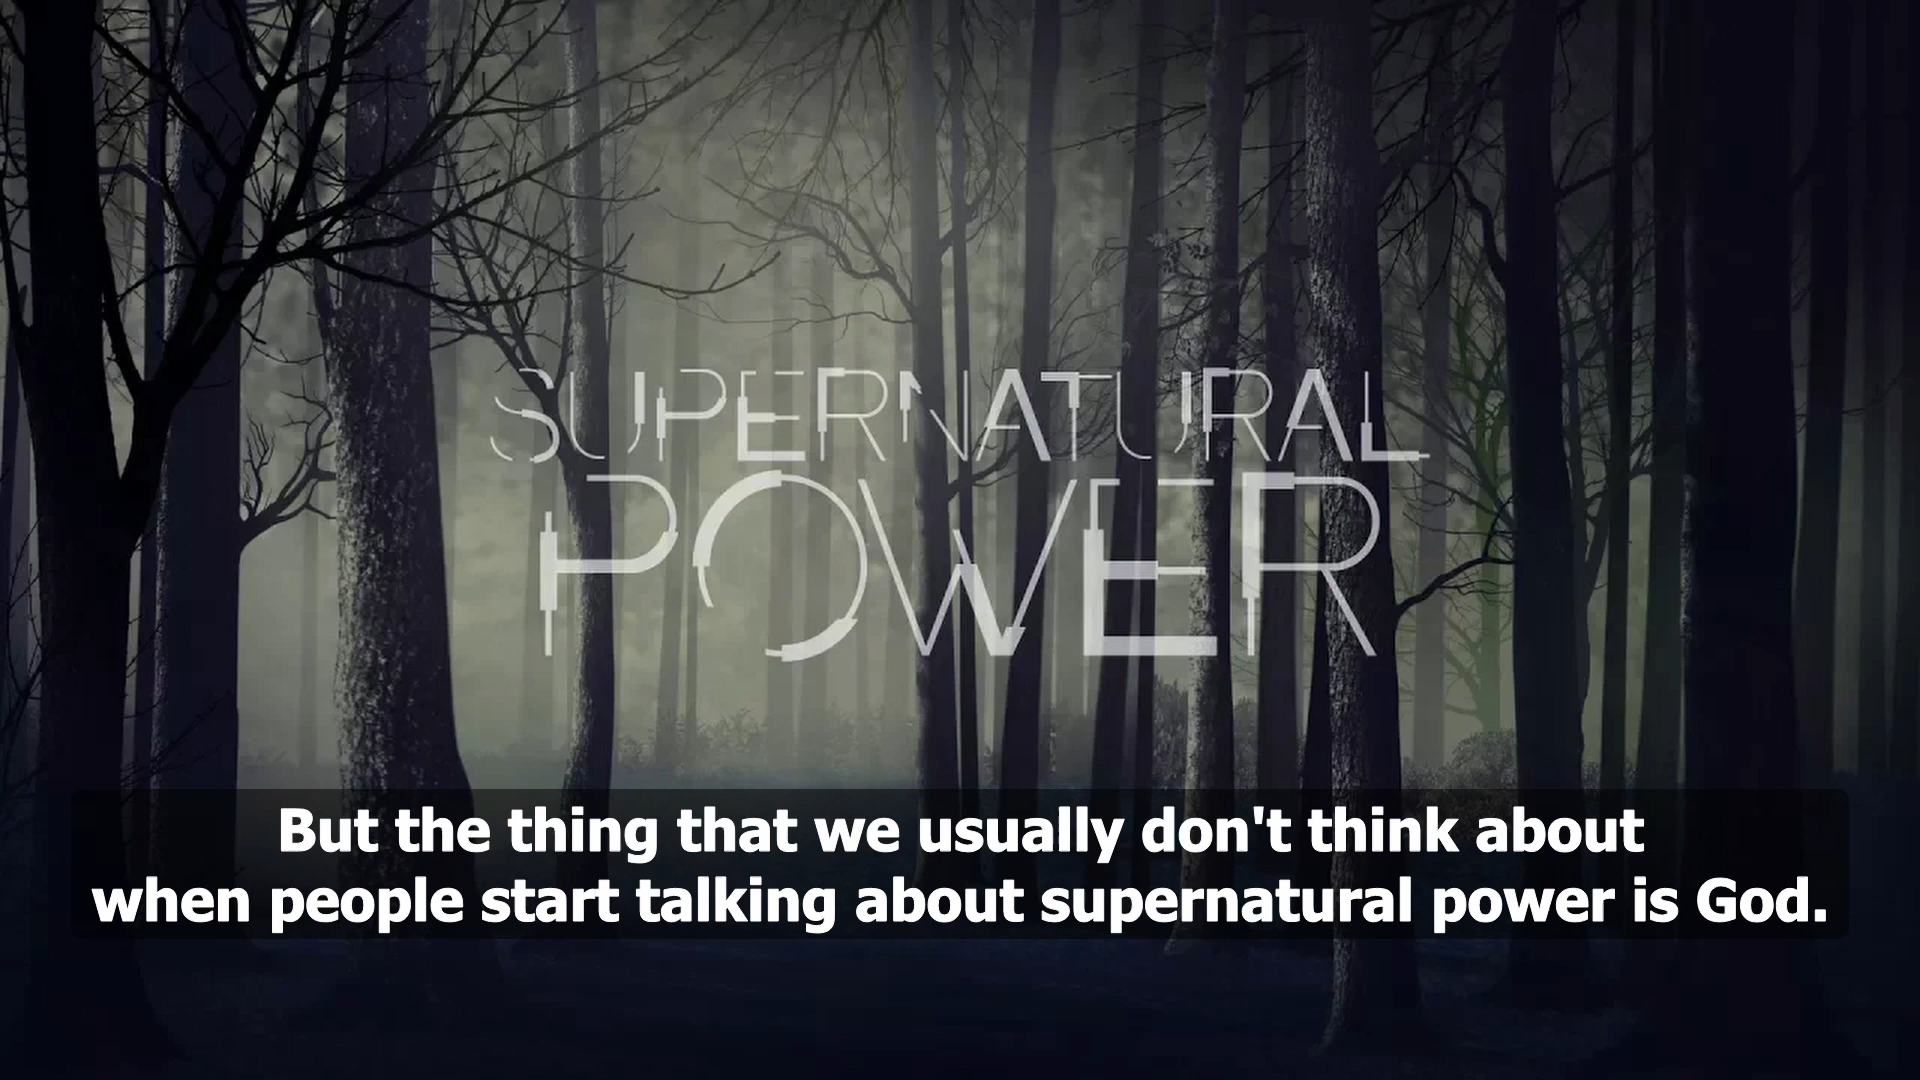 SUPERNATURAL
POWER
But the thing that we usually don't think about
when people start talking about supernatural power is God.